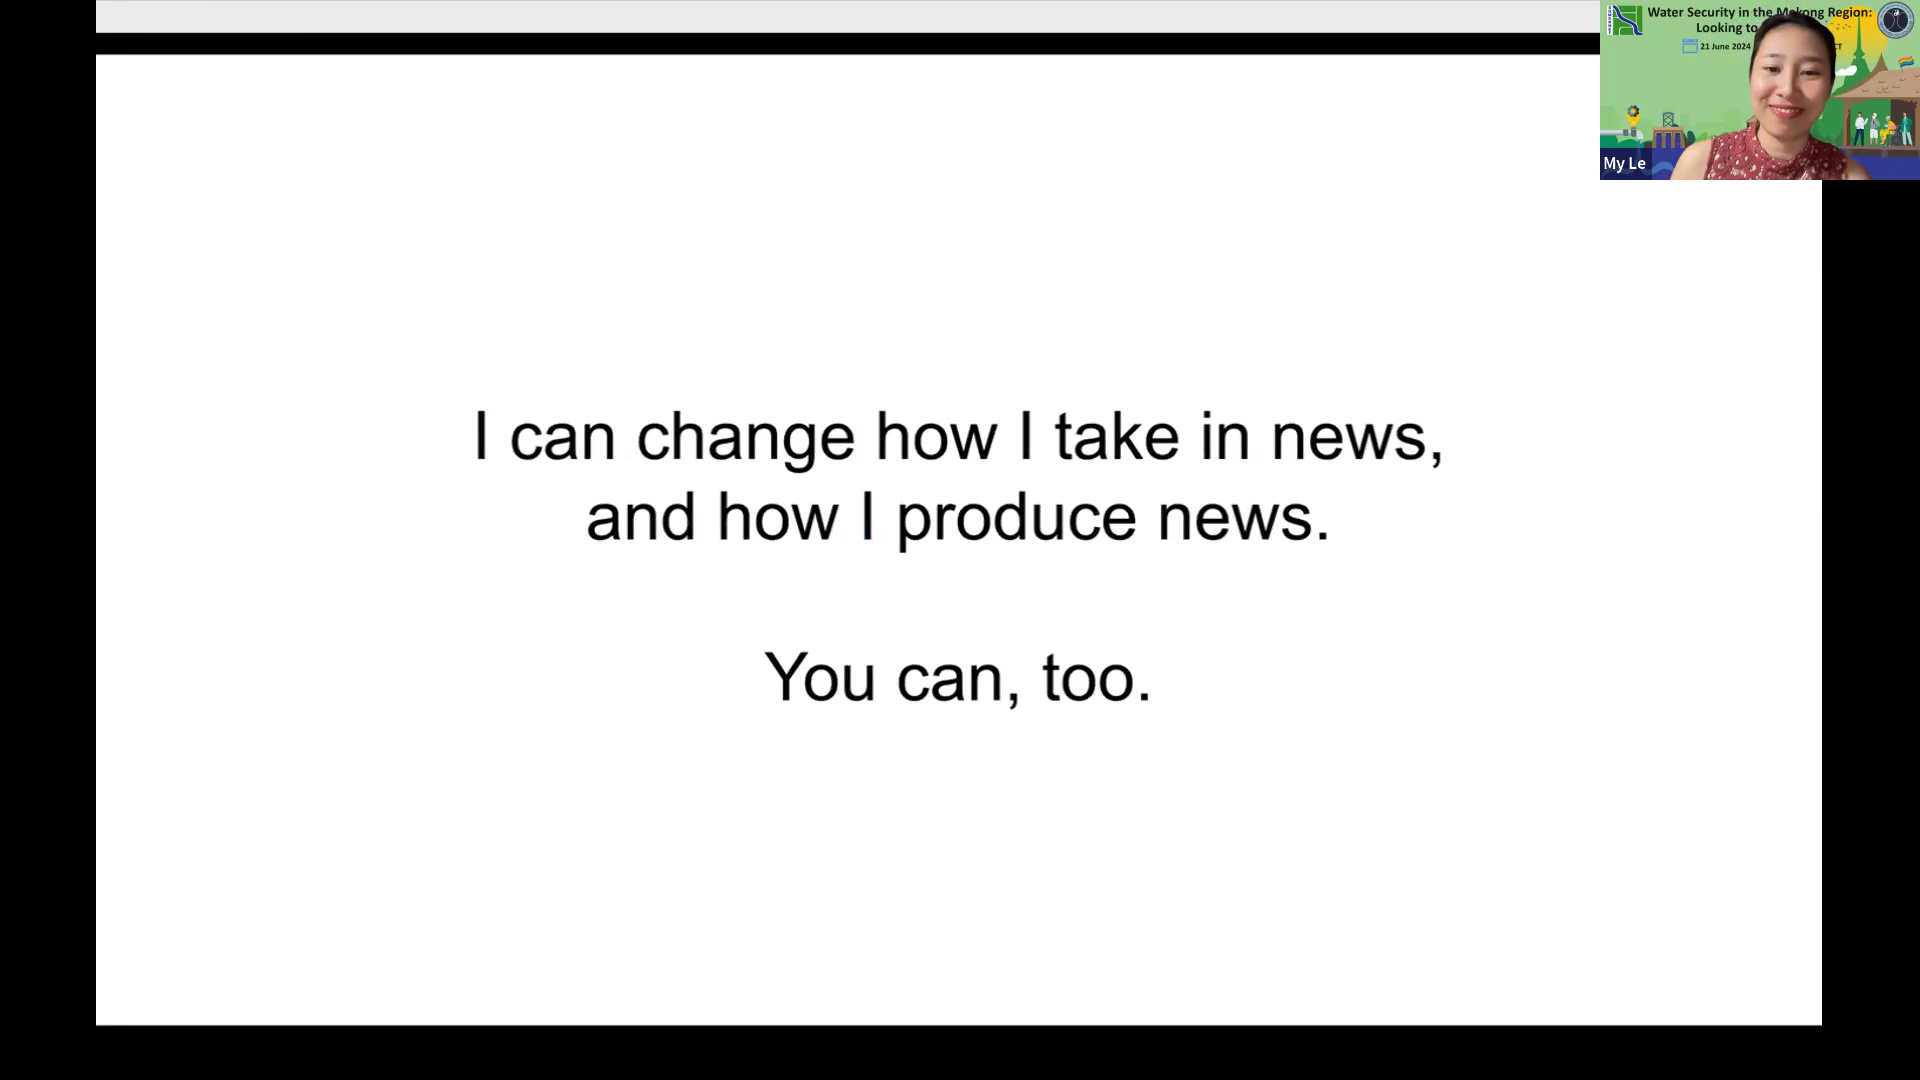 Water Security in the Mekong Region:
Looking to
21 June 2024
My Le
I can change how I take in news,
and how I produce news.
You can, too.